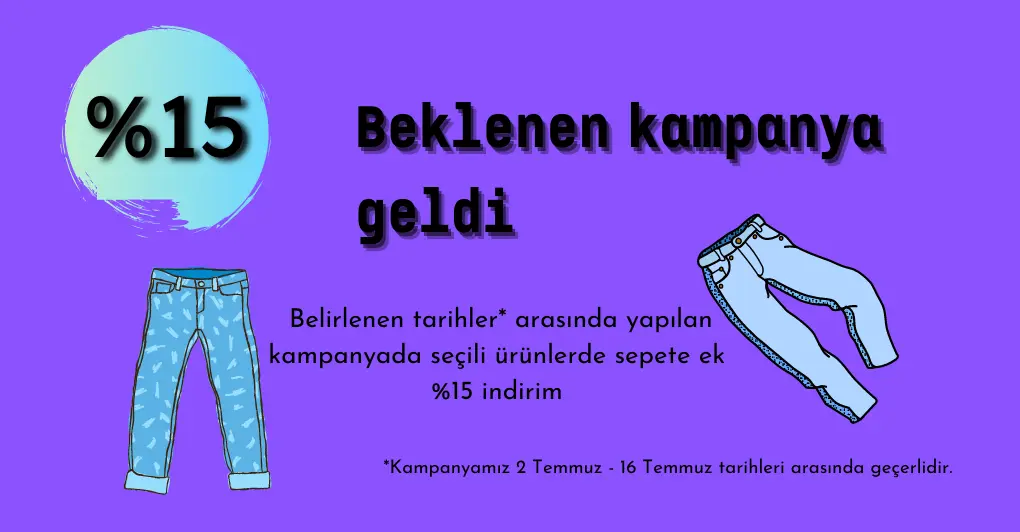 %15
Beklenen kampanya
geldi
Belirlenen tarihler* arasında yapılan
kampanyada seçili ürünlerde sepete ek
%15 indirim
*Kampanyamız 2 Temmuz - 16 Temmuz tarihleri arasında geçerlidir.